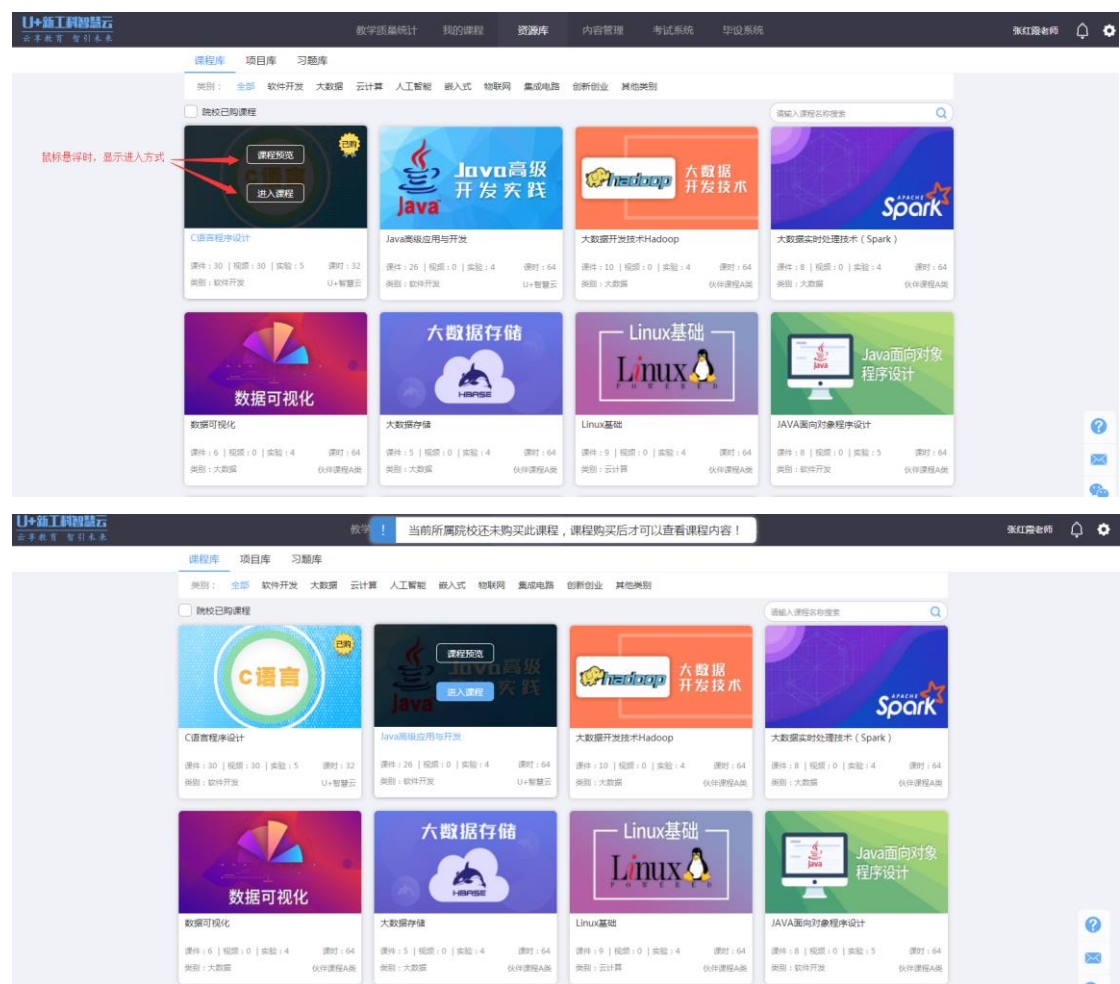 U+新工科智慧云
云享教育 智引未来
教学质量统计 我的课程 资源库 内容管理 考试系统 毕设系统
张红霞老师
课程库 项目库 习题库
类别： 全部 软件开发 大数据 云计算 人工智能 嵌入式 物联网 集成电路 创新创业 其他类别
院校已购课程
请输入课程名称搜索
鼠标悬浮时，显示进入方式
课程预览
进入课程
已购
Java高级
开发实践
Java
hadoop
大数据
开发技术
APACHE
Spark
C语言程序设计
Java高级应用与开发
大数据开发技术Hadoop
大数据实时处理技术（Spark）
课件：30 | 视频：30 | 实验：5 课时：32
课件：26 | 视频：0 | 实验：4 课时：64
课件：10 | 视频：0 | 实验：4 课时：64
课件：8 | 视频：0 | 实验：4 课时：64
类别：软件开发 U+智慧云
类别：软件开发 U+智慧云
类别：大数据 伙伴课程A类
类别：大数据 伙伴课程A类
数据可视化
大数据存储
HBASE
Linux基础
Linux
POWERED
Java
Java面向对象
程序设计
数据可视化
大数据存储
Linux基础
JAVA面向对象程序设计
课件：6 | 视频：0 | 实验：4 课时：64
课件：5 | 视频：0 | 实验：4 课时：64
课件：9 | 视频：0 | 实验：4 课时：64
课件：8 | 视频：0 | 实验：5 课时：64
类别：大数据 伙伴课程A类
类别：大数据 伙伴课程A类
类别：云计算 伙伴课程A类
类别：软件开发 伙伴课程A类
U+新工科智慧云
云享教育 智引未来
教学
! 当前所属院校还未购买此课程，课程购买后才可以查看课程内容！
张红霞老师
课程库 项目库 习题库
类别： 全部 软件开发 大数据 云计算 人工智能 嵌入式 物联网 集成电路 创新创业 其他类别
院校已购课程
请输入课程名称搜索
C语言
已购
课程预览
进入课程
Java高级
实践
Java
hadoop
大数据
开发技术
APACHE
Spark
C语言程序设计
Java高级应用与开发
大数据开发技术Hadoop
大数据实时处理技术（Spark）
课件：30 | 视频：30 | 实验：5 课时：32
课件：26 | 视频：0 | 实验：4 课时：64
课件：10 | 视频：0 | 实验：4 课时：64
课件：8 | 视频：0 | 实验：4 课时：64
类别：软件开发 U+智慧云
类别：软件开发 U+智慧云
类别：大数据 伙伴课程A类
类别：大数据 伙伴课程A类
数据可视化
大数据存储
HBASE
Linux基础
Linux
POWERED
Java
Java面向对象
程序设计
数据可视化
大数据存储
Linux基础
JAVA面向对象程序设计
课件：6 | 视频：0 | 实验：4 课时：64
课件：5 | 视频：0 | 实验：4 课时：64
课件：9 | 视频：0 | 实验：4 课时：64
课件：8 | 视频：0 | 实验：5 课时：64
类别：大数据 伙伴课程A类
类别：大数据 伙伴课程A类
类别：云计算 伙伴课程A类
类别：软件开发 伙伴课程A类